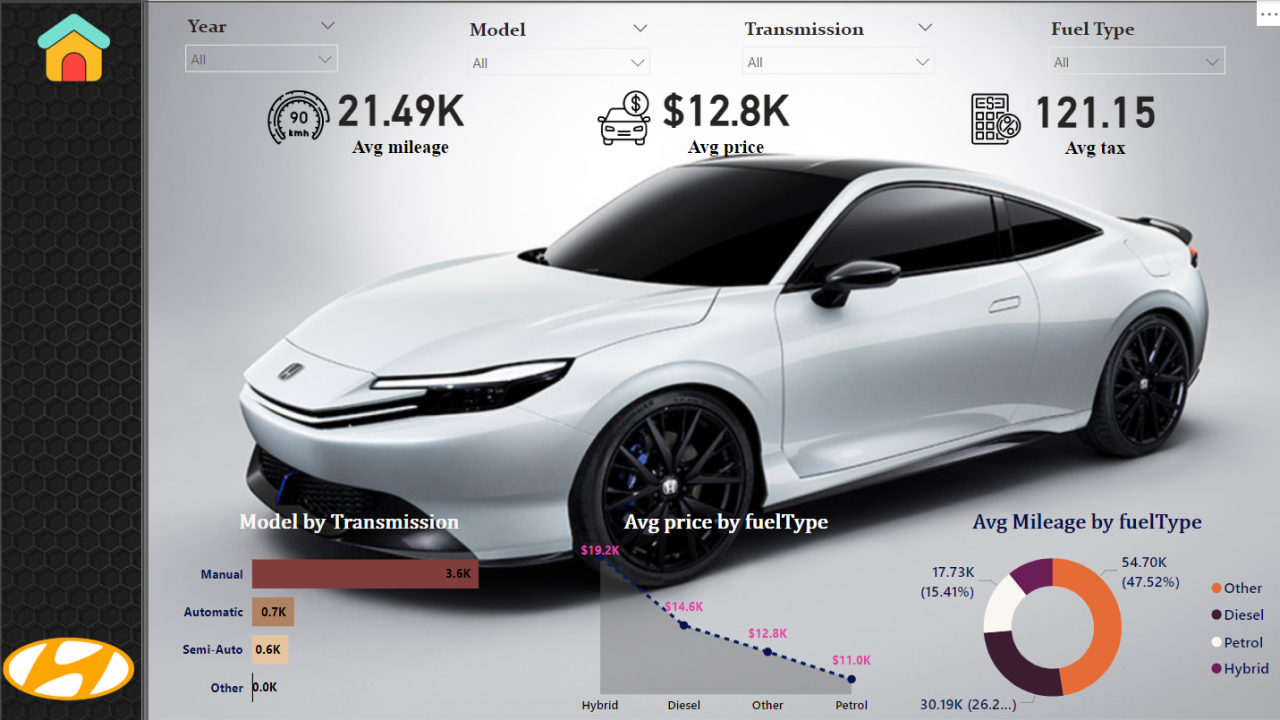 Year
Model
Transmission
Fuel Type
All
All
All
All
90
kmh
21.49K
Avg mileage
$
$12.8K
Avg price
121.15
Avg tax
Model by Transmission
Manual 3.6K
Automatic 0.7K
Semi-Auto 0.6K
Other 0.0K
Avg price by fuelType
$19.2K
$14.6K
$12.8K
$11.0K
Hybrid Diesel Other Petrol
Avg Mileage by fuelType
54.70K
(47.52%)
17.73K
(15.41%)
30.19K (26.2...)
Other
Diesel
Petrol
Hybrid